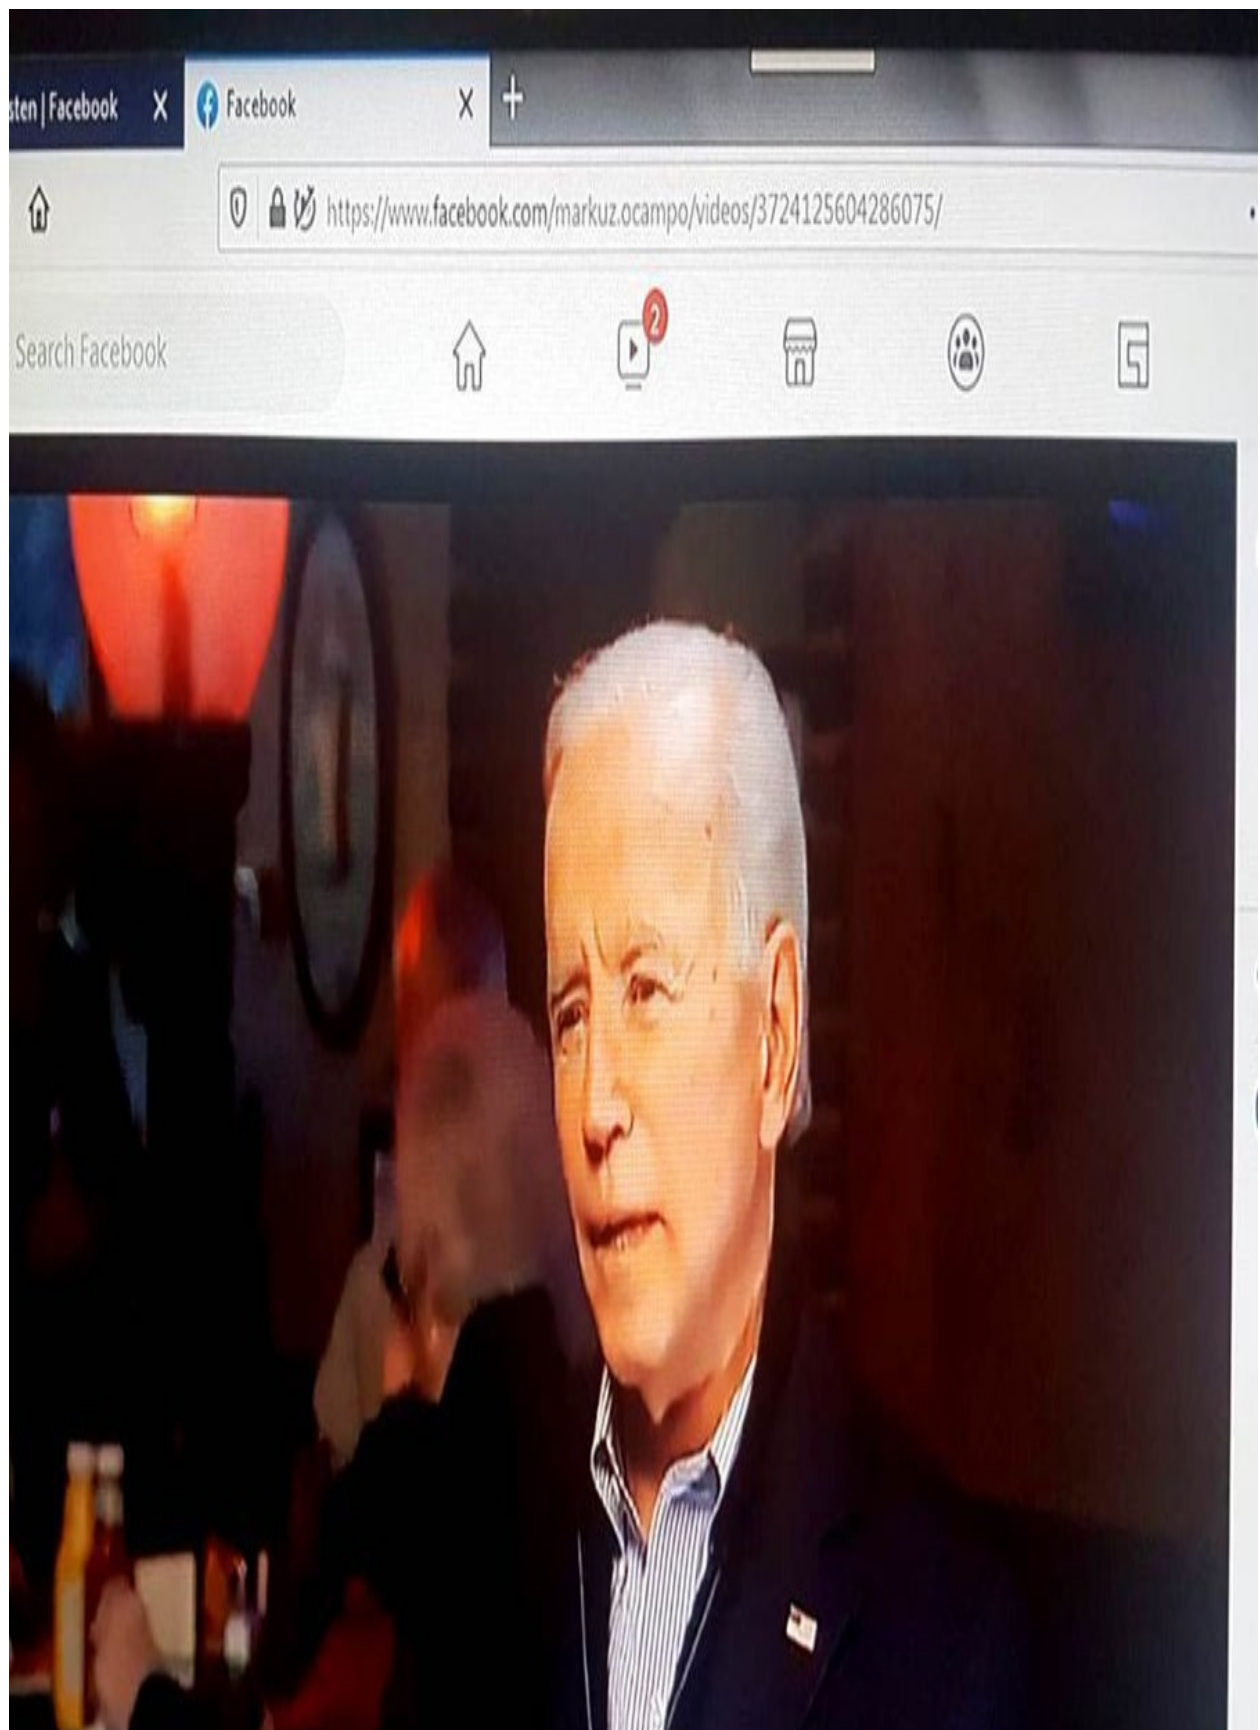 sten | Facebook
Facebook
https://www.facebook.com/markuz.ocampo/videos/3724125604286075/
2
Search Facebook